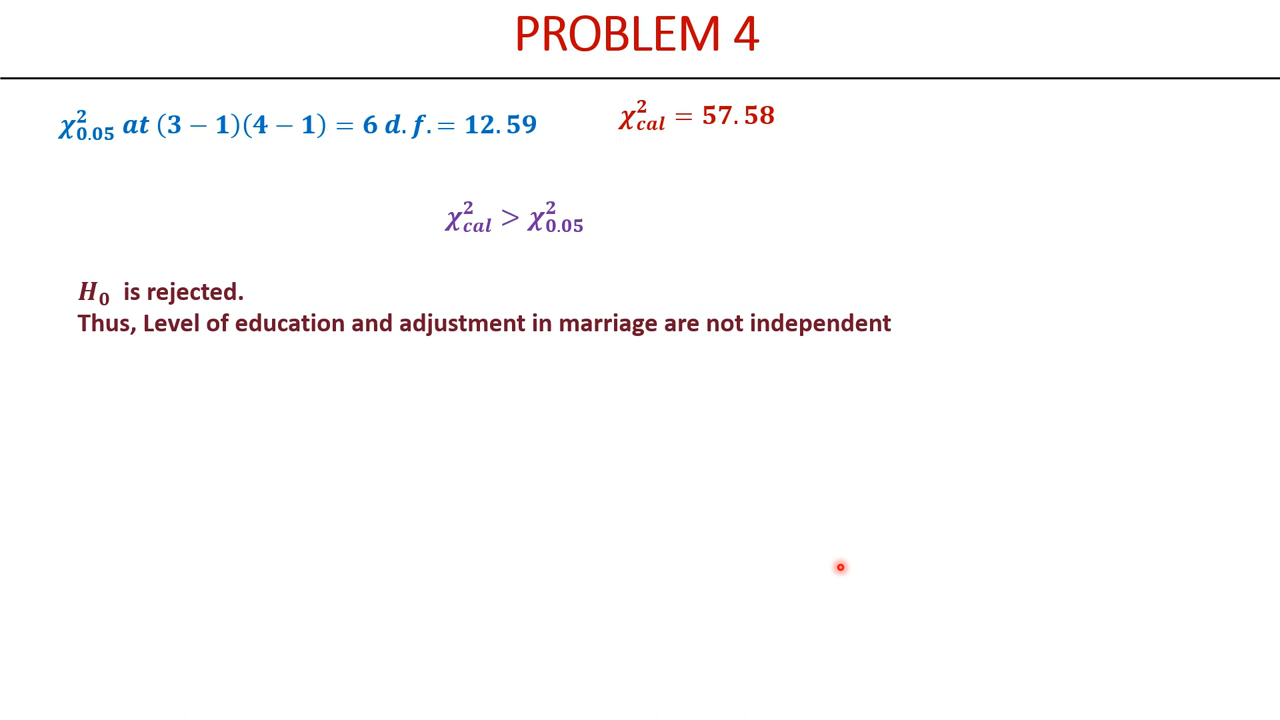 PROBLEM 4
χ²₀.₀₅ at (3 − 1)(4 − 1) = 6 d.f. = 12.59
χ²cal = 57.58
χ²cal > χ²₀.₀₅
H₀ is rejected.
Thus, Level of education and adjustment in marriage are not independent